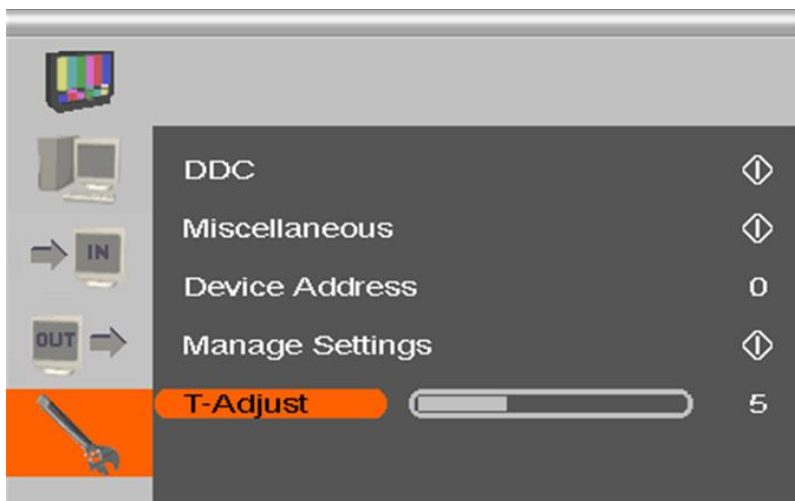 DDC
Miscellaneous
IN
Device Address 0
OUT
Manage Settings
T-Adjust 5